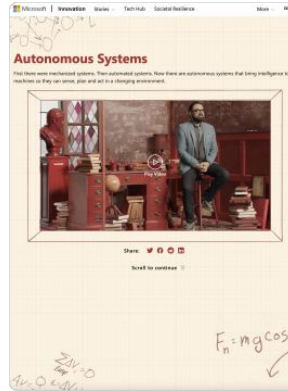 Microsoft | Innovation Stories Tech Hub Societal Resilience More
Autonomous Systems
First there were mechanized systems. Then automated systems. Now there are autonomous systems that bring intelligence to
machines so they can sense, plan and act in a changing environment.
Play Video
Share:
Scroll to continue
Fn = mg cos